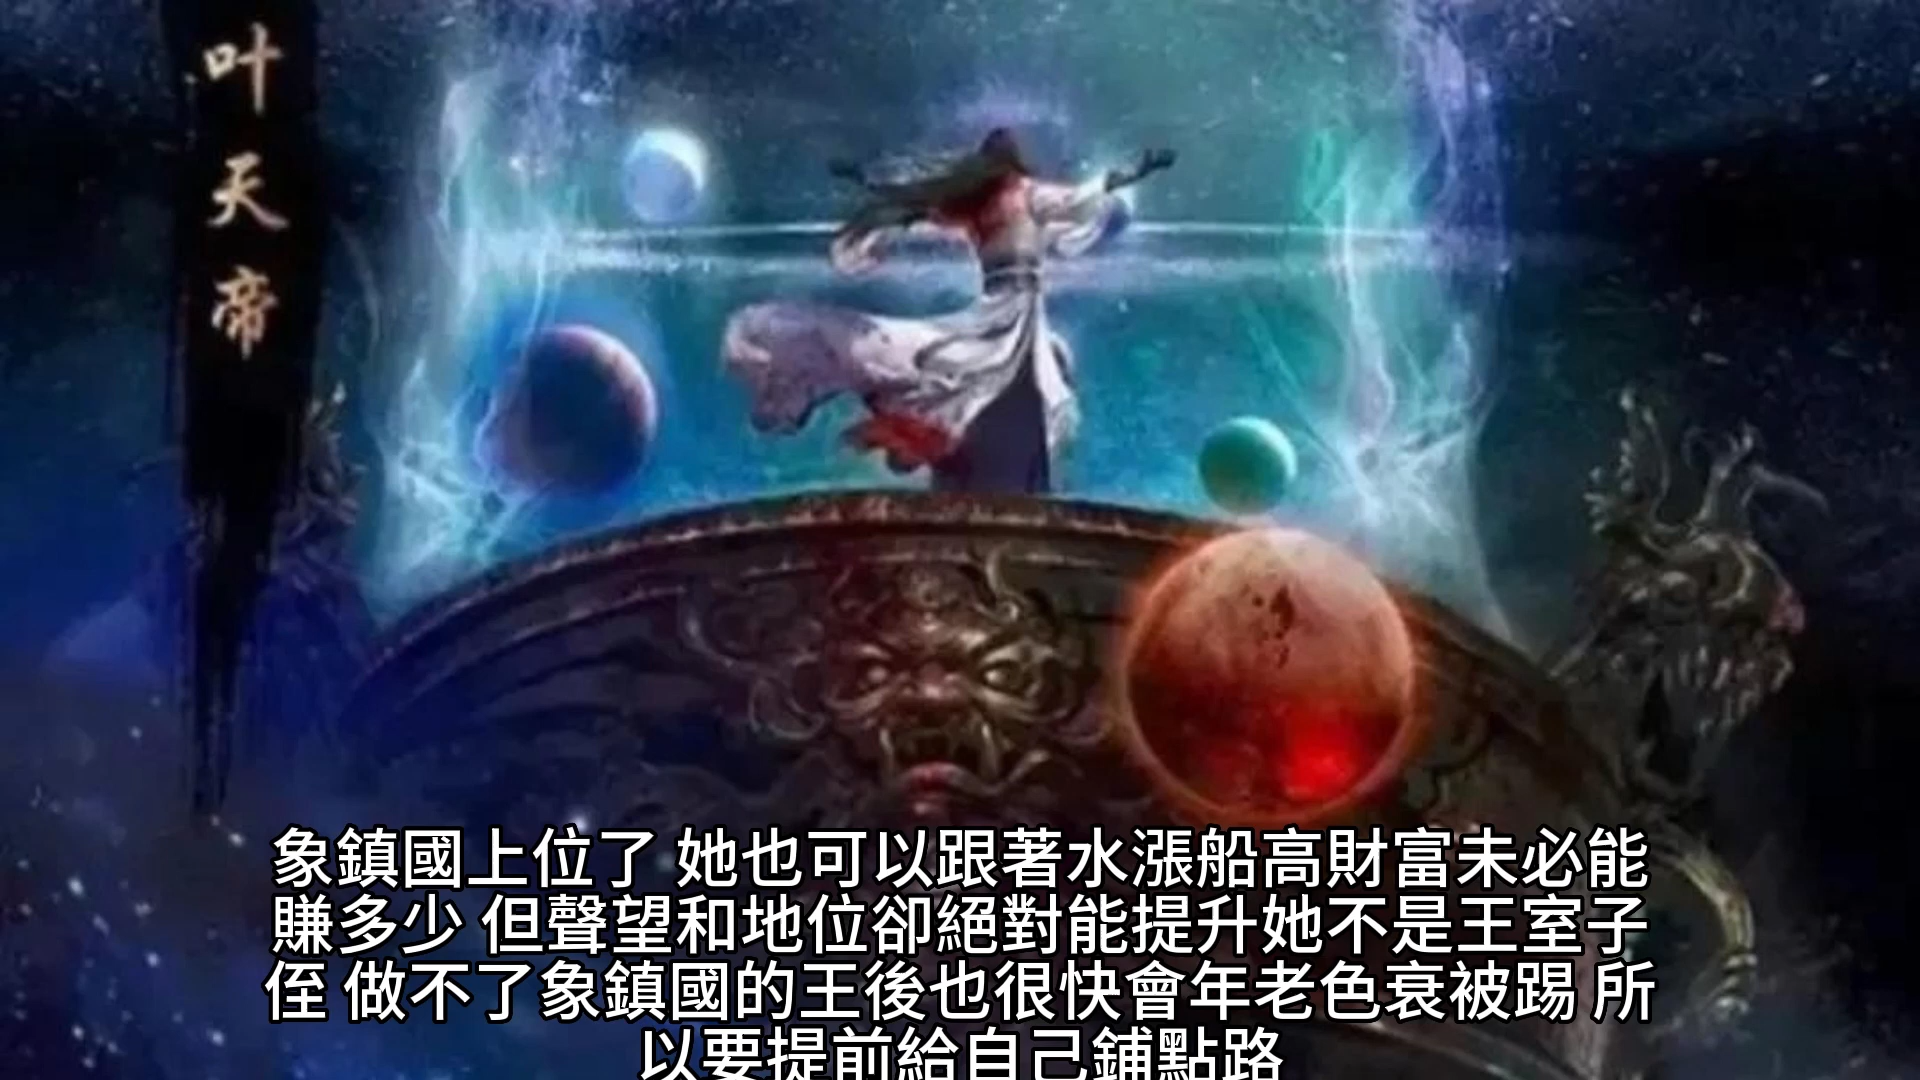 叶天帝
象鎮國上位了 她也可以跟著水漲船高財富未必能
賺多少 但聲望和地位卻絕對能提升她不是王室子
侄 做不了象鎮國的王後也很快會年老色衰被踢 所
以要提前給自己鋪點路